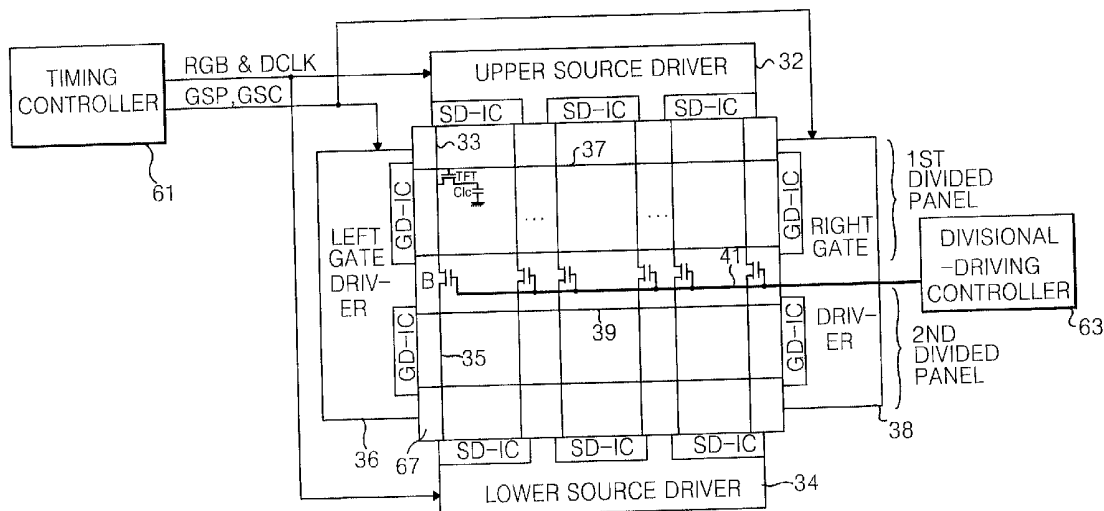 TIMING
CONTROLLER
61
RGB & DCLK
GSP,GSC
UPPER SOURCE DRIVER
32
SD-IC
SD-IC
SD-IC
33
37
TFT
Clc
...
...
LEFT
GATE
DRIV-
ER
GD-IC
GD-IC
36
B
41
39
35
67
GD-IC
GD-IC
RIGHT
GATE
DRIV-
ER
38
1ST
DIVIDED
PANEL
2ND
DIVIDED
PANEL
DIVISIONAL
-DRIVING
CONTROLLER
63
SD-IC
SD-IC
SD-IC
LOWER SOURCE DRIVER
34